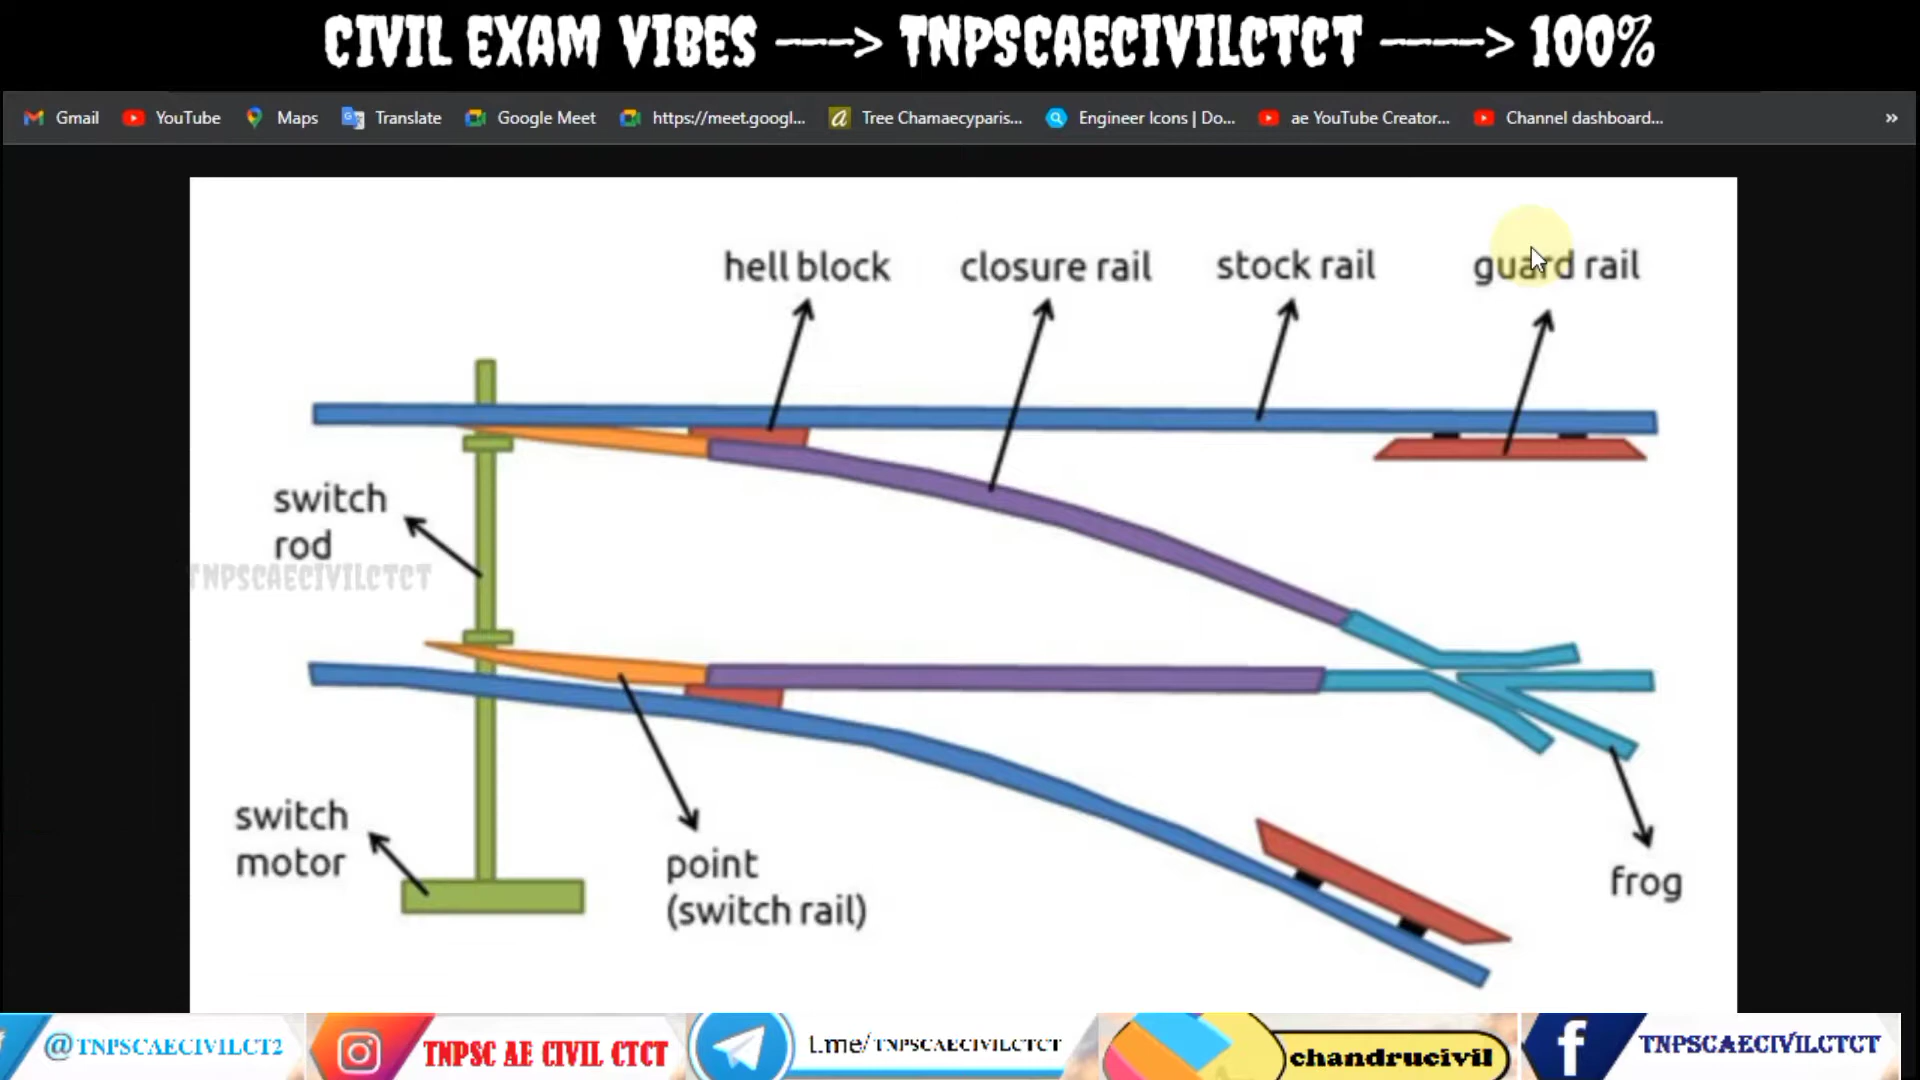 CIVIL EXAM VIBES ---> TNPSCAECIVILCTCT ----> 100%
Gmail YouTube Maps Translate Google Meet https://meet.googl... Tree Chamaecyparis... Engineer Icons | Do... ae YouTube Creator... Channel dashboard... »
hell block closure rail stock rail guard rail
switch
rod
TNPSCAECIVILCTCT
switch
motor
point
(switch rail)
frog
@TNPSCAECIVILCT2 TNPSC AE CIVIL CTCT t.me/TNPSCAECIVILCTCT chandrucivil TNPSCAECIVILCTCT